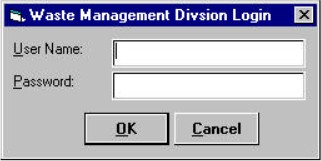 Waste Management Divsion Login
User Name:
Password:
OK Cancel